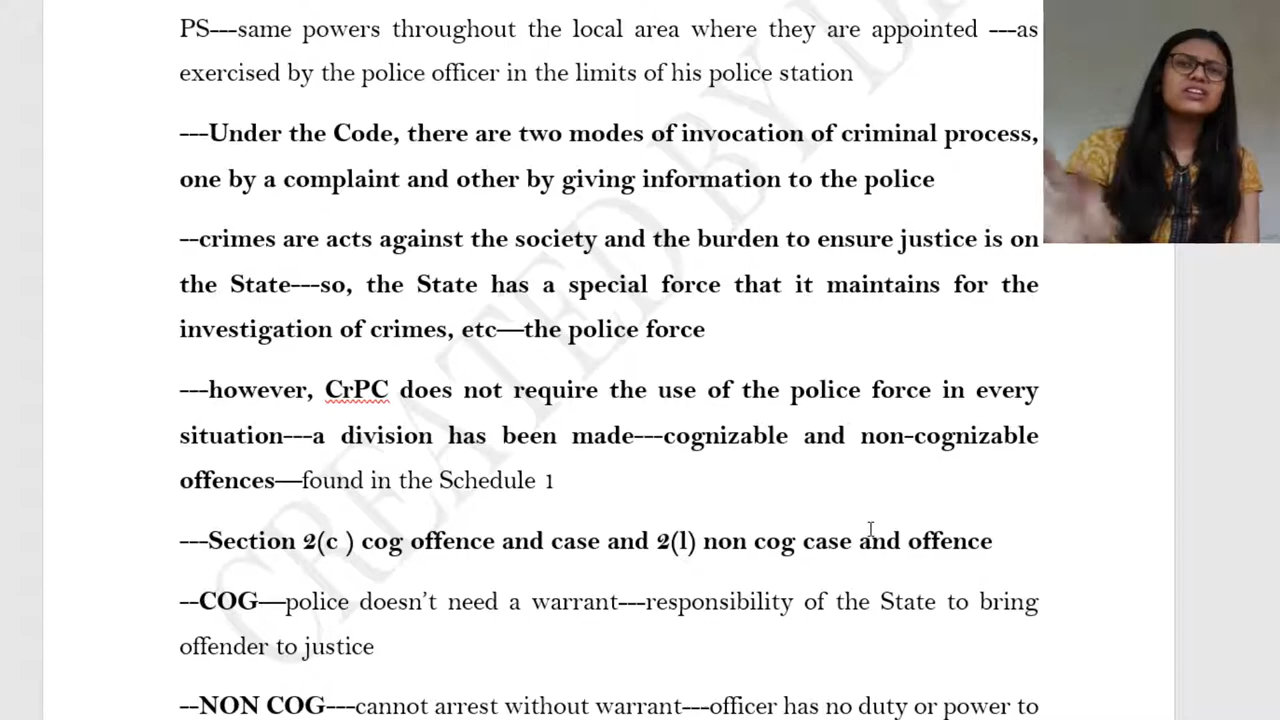 PS---same powers throughout the local area where they are appointed ---as
exercised by the police officer in the limits of his police station
---Under the Code, there are two modes of invocation of criminal process,
one by a complaint and other by giving information to the police
--crimes are acts against the society and the burden to ensure justice is on
the State---so, the State has a special force that it maintains for the
investigation of crimes, etc—the police force
---however, CrPC does not require the use of the police force in every
situation---a division has been made---cognizable and non-cognizable
offences—found in the Schedule 1
---Section 2(c ) cog offence and case and 2(l) non cog case and offence
--COG—police doesn’t need a warrant---responsibility of the State to bring
offender to justice
--NON COG---cannot arrest without warrant---officer has no duty or power to
CREATED BY